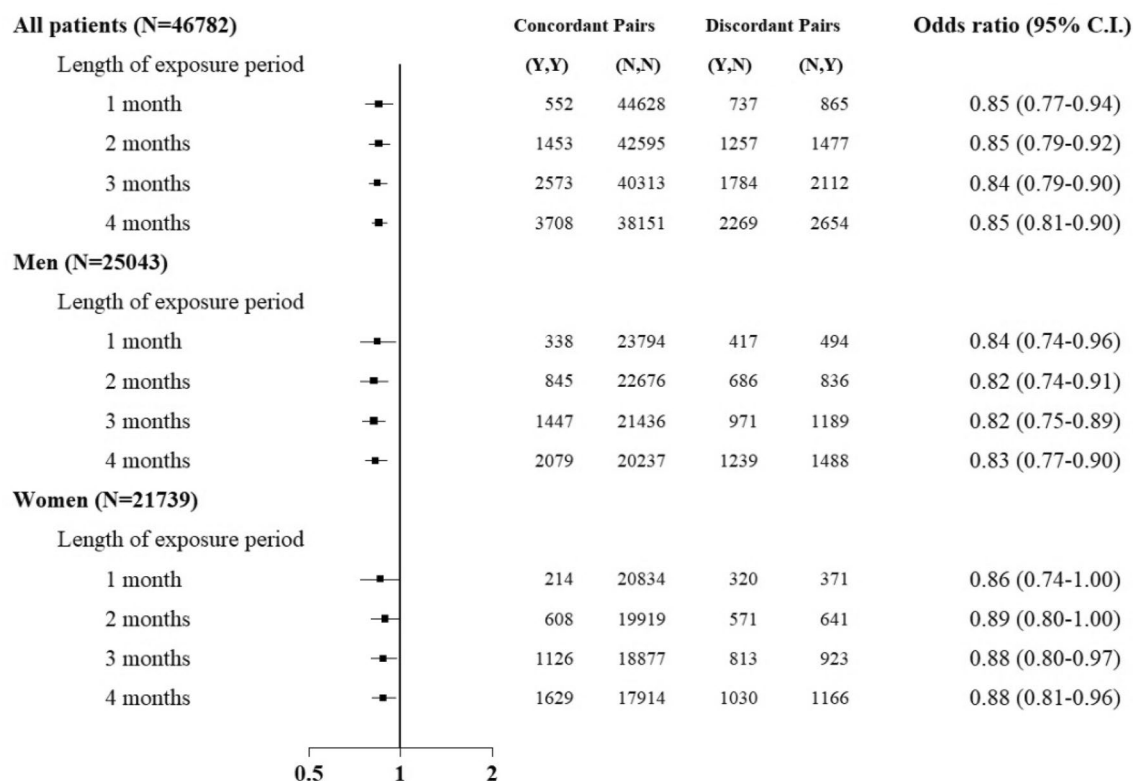 All patients (N=46782) Concordant Pairs Discordant Pairs Odds ratio (95% C.I.)
Length of exposure period (Y,Y) (N,N) (Y,N) (N,Y)
1 month 552 44628 737 865 0.85 (0.77-0.94)
2 months 1453 42595 1257 1477 0.85 (0.79-0.92)
3 months 2573 40313 1784 2112 0.84 (0.79-0.90)
4 months 3708 38151 2269 2654 0.85 (0.81-0.90)
Men (N=25043)
Length of exposure period
1 month 338 23794 417 494 0.84 (0.74-0.96)
2 months 845 22676 686 836 0.82 (0.74-0.91)
3 months 1447 21436 971 1189 0.82 (0.75-0.89)
4 months 2079 20237 1239 1488 0.83 (0.77-0.90)
Women (N=21739)
Length of exposure period
1 month 214 20834 320 371 0.86 (0.74-1.00)
2 months 608 19919 571 641 0.89 (0.80-1.00)
3 months 1126 18877 813 923 0.88 (0.80-0.97)
4 months 1629 17914 1030 1166 0.88 (0.81-0.96)
0.5 1 2